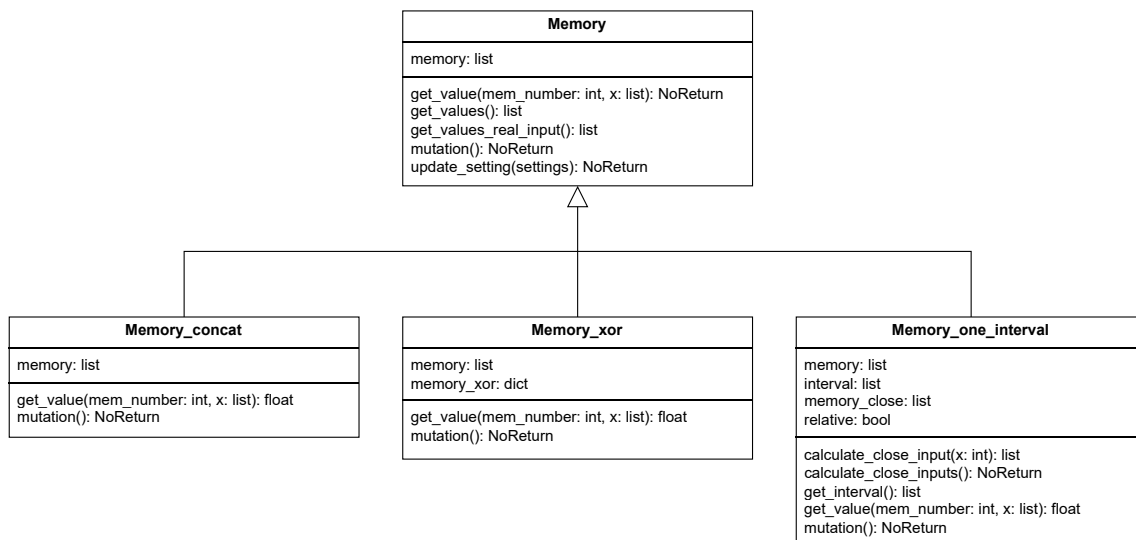 Memory
memory: list
get_value(mem_number: int, x: list): NoReturn
get_values(): list
get_values_real_input(): list
mutation(): NoReturn
update_setting(settings): NoReturn
Memory_concat
memory: list
get_value(mem_number: int, x: list): float
mutation(): NoReturn
Memory_xor
memory: list
memory_xor: dict
get_value(mem_number: int, x: list): float
mutation(): NoReturn
Memory_one_interval
memory: list
interval: list
memory_close: list
relative: bool
calculate_close_input(x: int): list
calculate_close_inputs(): NoReturn
get_interval(): list
get_value(mem_number: int, x: list): float
mutation(): NoReturn